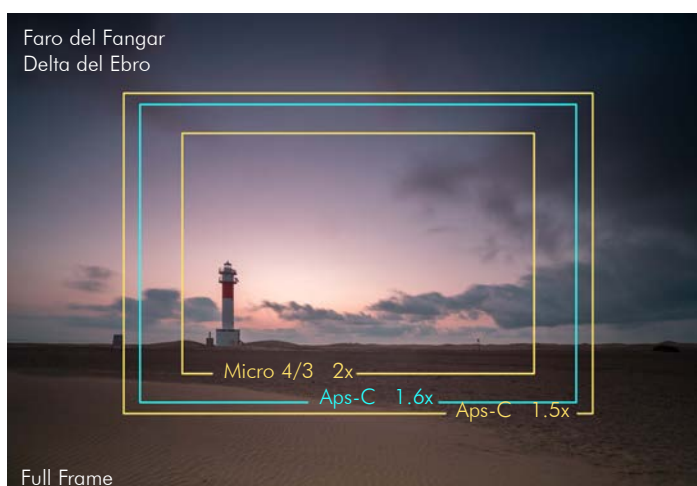 Faro del Fangar
Delta del Ebro
Micro 4/3 2x
Aps-C 1.6x
Aps-C 1.5x
Full Frame